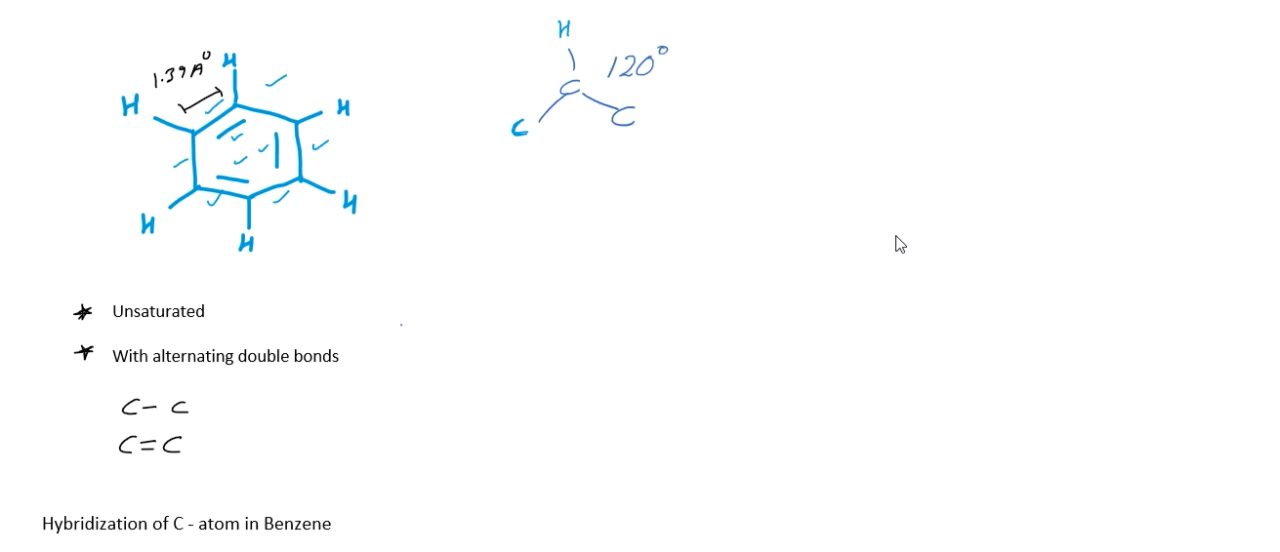 H
1.39A°
H
H
120°
C
H
C
C
H
H
H
Unsaturated
With alternating double bonds
C- C
C=C
Hybridization of C - atom in Benzene